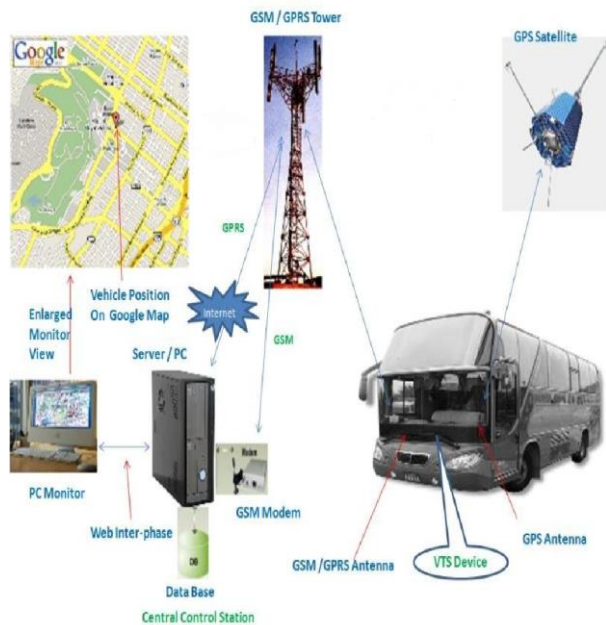 GSM / GPRS Tower
GPS Satellite
Google
GPRS
Internet
GSM
Vehicle Position
On Google Map
Enlarged
Monitor
View
Server / PC
Modem
PC Monitor
GSM Modem
Web Inter-phase
DB
Data Base
Central Control Station
GSM /GPRS Antenna
VTS Device
GPS Antenna